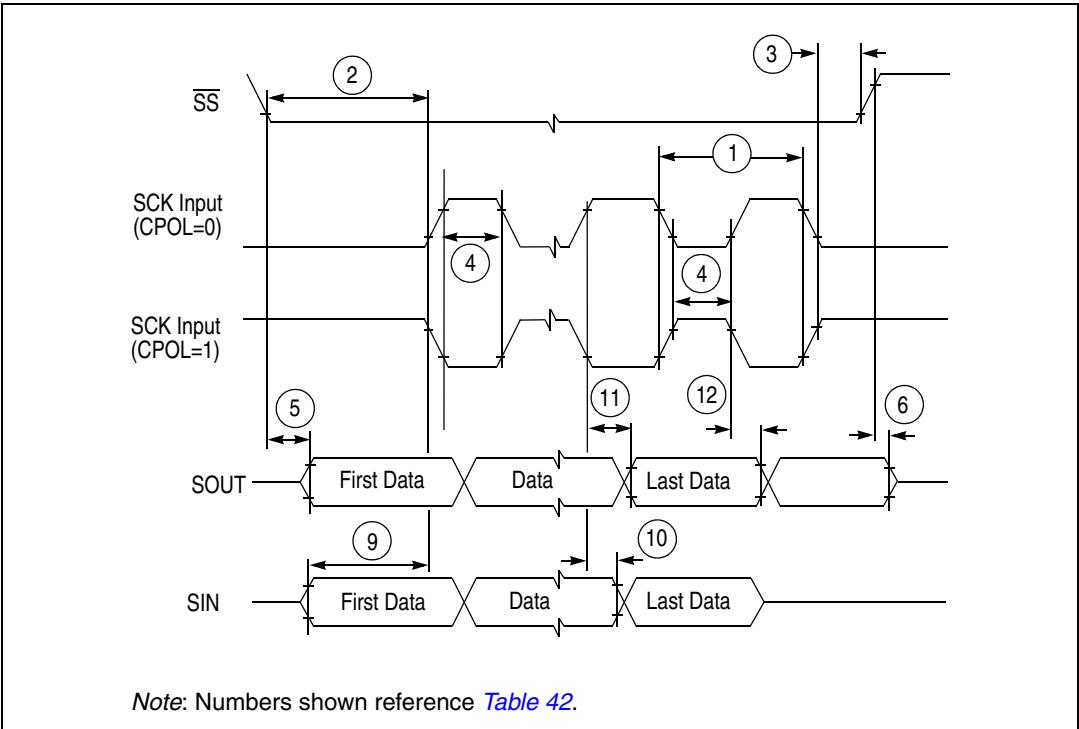 3
2
S̅S̅
1
SCK Input
(CPOL=0)
4
4
SCK Input
(CPOL=1)
11
12
5
6
SOUT
First Data
Data
Last Data
9
10
SIN
First Data
Data
Last Data
Note: Numbers shown reference Table 42.